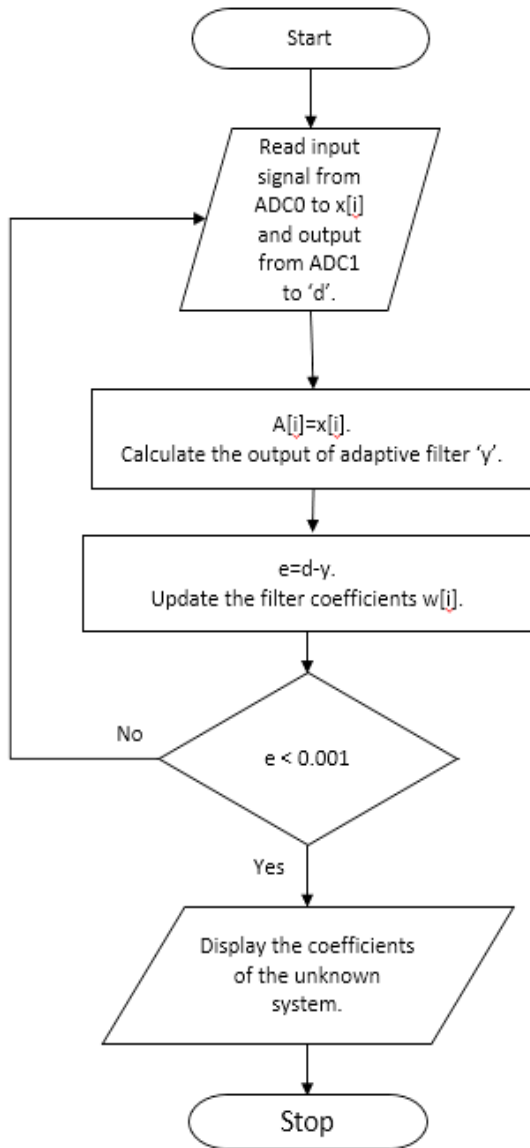 Start
Read input
signal from
ADC0 to x[i]
and output
from ADC1
to ‘d’.
A[i]=x[i].
Calculate the output of adaptive filter ‘y’.
e=d-y.
Update the filter coefficients w[i].
No
e < 0.001
Yes
Display the coefficients
of the unknown
system.
Stop